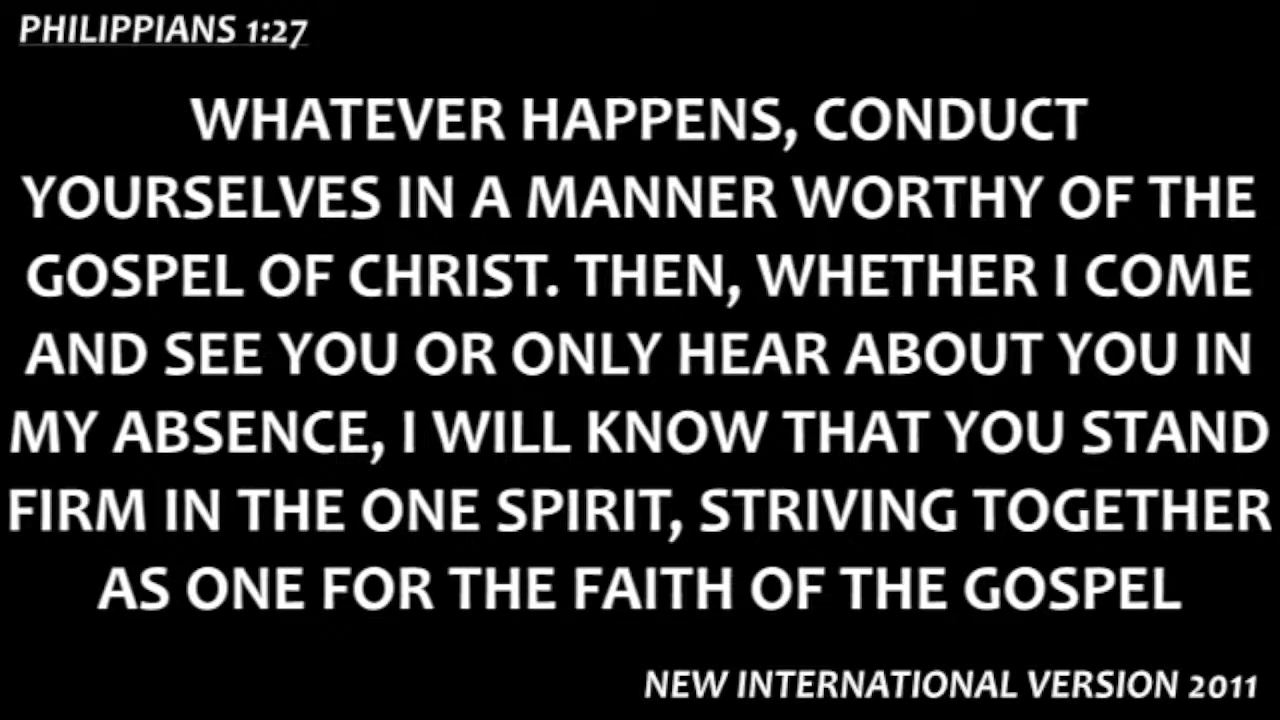 PHILIPPIANS 1:27
WHATEVER HAPPENS, CONDUCT
YOURSELVES IN A MANNER WORTHY OF THE
GOSPEL OF CHRIST. THEN, WHETHER I COME
AND SEE YOU OR ONLY HEAR ABOUT YOU IN
MY ABSENCE, I WILL KNOW THAT YOU STAND
FIRM IN THE ONE SPIRIT, STRIVING TOGETHER
AS ONE FOR THE FAITH OF THE GOSPEL
NEW INTERNATIONAL VERSION 2011